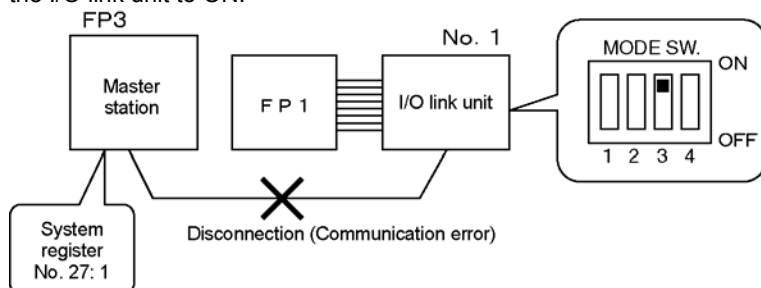 the I/O link unit to ON.
FP3
No. 1
MODE SW.
ON
Master
station
FP1
I/O link unit
OFF
1 2 3 4
Disconnection (Communication error)
System
register
No. 27: 1